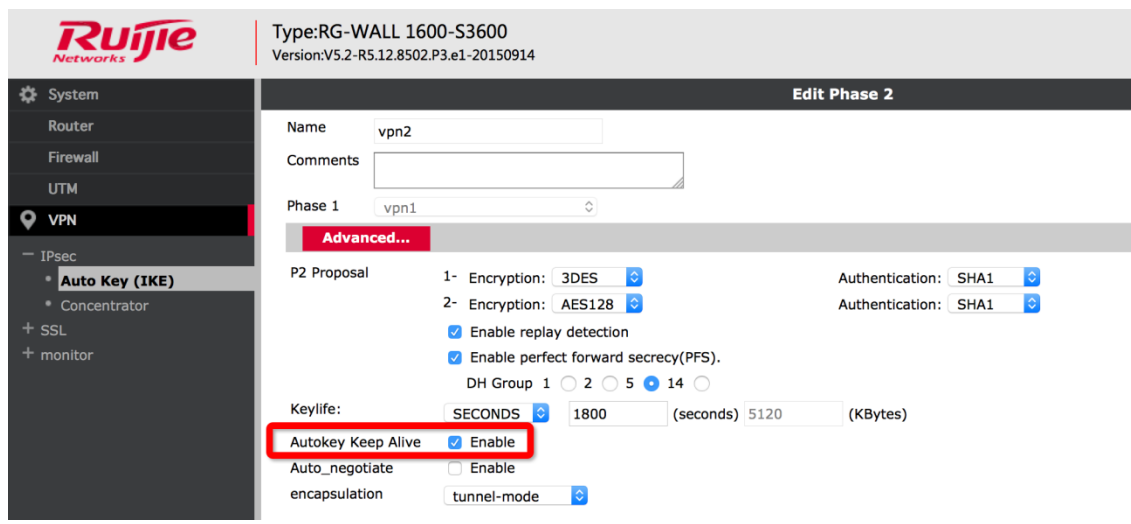 Ruijie
Networks
Type:RG-WALL 1600-S3600
Version:V5.2-R5.12.8502.P3.e1-20150914
System
Router
Firewall
UTM
VPN
IPsec
Auto Key (IKE)
Concentrator
SSL
monitor
Edit Phase 2
Name vpn2
Comments
Phase 1 vpn1
Advanced...
P2 Proposal 1- Encryption: 3DES Authentication: SHA1
2- Encryption: AES128 Authentication: SHA1
Enable replay detection
Enable perfect forward secrecy(PFS).
DH Group 1 2 5 14
Keylife: SECONDS 1800 (seconds) 5120 (KBytes)
Autokey Keep Alive Enable
Auto_negotiate Enable
encapsulation tunnel-mode